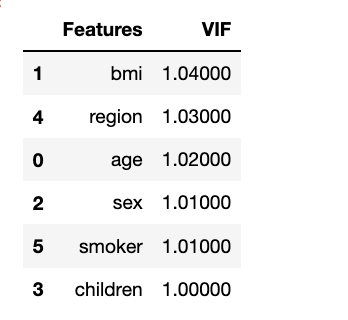 Features VIF
1 bmi 1.04000
4 region 1.03000
0 age 1.02000
2 sex 1.01000
5 smoker 1.01000
3 children 1.00000